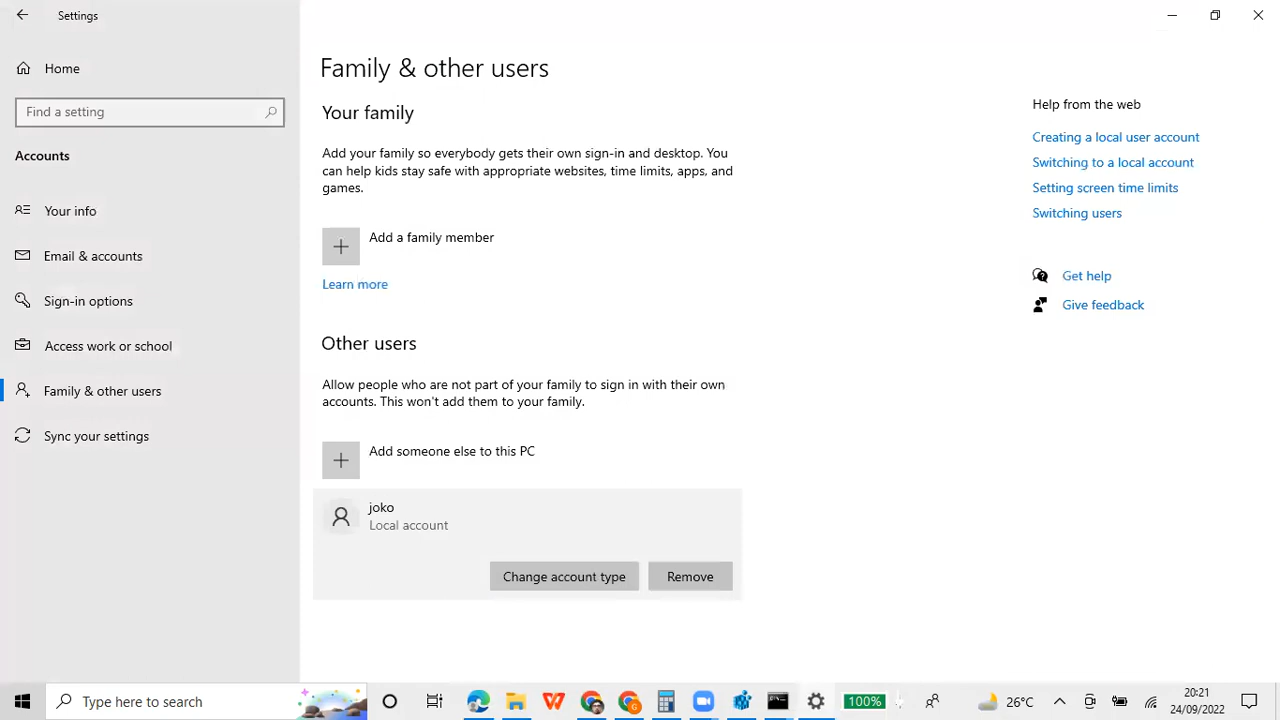 Settings
Home
Find a setting
Accounts
Your info
Email & accounts
Sign-in options
Access work or school
Family & other users
Sync your settings
Family & other users
Your family
Add your family so everybody gets their own sign-in and desktop. You
can help kids stay safe with appropriate websites, time limits, apps, and
games.
Add a family member
Learn more
Other users
Allow people who are not part of your family to sign in with their own
accounts. This won't add them to your family.
Add someone else to this PC
joko
Local account
Change account type
Remove
Help from the web
Creating a local user account
Switching to a local account
Setting screen time limits
Switching users
Get help
Give feedback
Type here to search
100%
26°C
20:21
24/09/2022